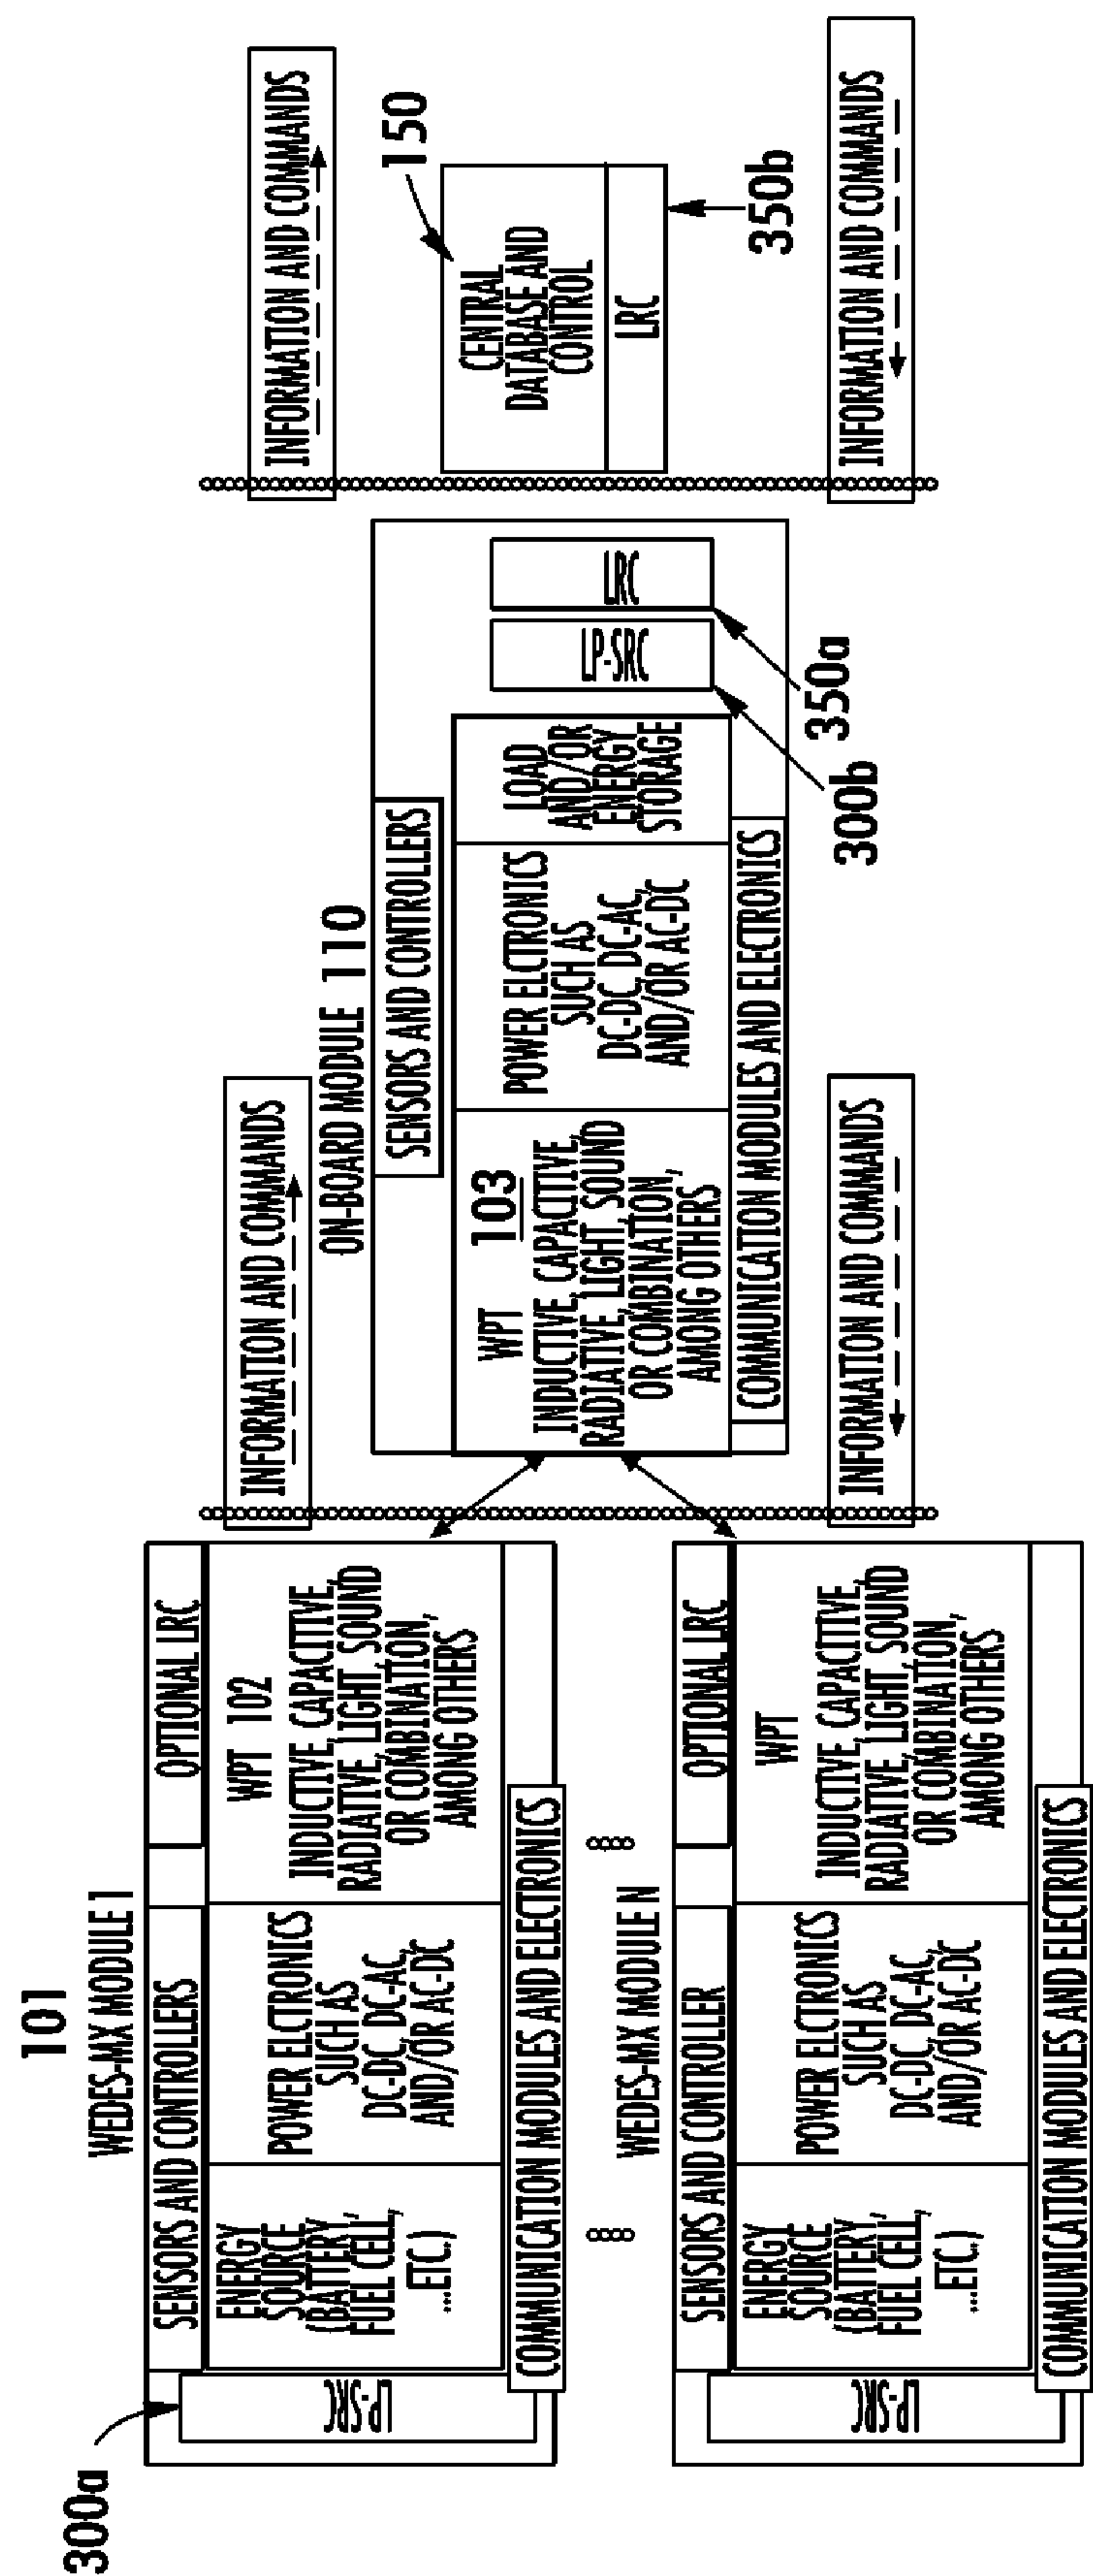 101
WEDES-MX MODULE 1
SENSORS AND CONTROLLERS
OPTIONAL LRC
300a
LP-SRC
ENERGY
SOURCE
(BATTERY,
FUEL CELL,
...ETC.)
POWER ELCTRONICS
SUCH AS
DC-DC, DC-AC,
AND/OR AC-DC
WPT 102
INDUCTIVE, CAPACITIVE,
RADIATIVE, LIGHT, SOUND
OR COMBINATION,
AMONG OTHERS
COMMUNICATION MODULES AND ELECTRONICS
WEDES-MX MODULE N
SENSORS AND CONTROLLER
OPTIONAL LRC
LP-SRC
ENERGY
SOURCE
(BATTERY,
FUEL CELL,
...ETC.)
POWER ELCTRONICS
SUCH AS
DC-DC, DC-AC,
AND/OR AC-DC
WPT
INDUCTIVE, CAPACITIVE,
RADIATIVE, LIGHT, SOUND
OR COMBINATION,
AMONG OTHERS
COMMUNICATION MODULES AND ELECTRONICS
INFORMATION AND COMMANDS
ON-BOARD MODULE 110
SENSORS AND CONTROLLERS
WPT 103
INDUCTIVE, CAPACITIVE,
RADIATIVE, LIGHT, SOUND
OR COMBINATION,
AMONG OTHERS
POWER ELCTRONICS
SUCH AS
DC-DC, DC-AC,
AND/OR AC-DC
LOAD
AND/OR
ENERGY
STORAGE
LP-SRC
LRC
COMMUNICATION MODULES AND ELECTRONICS
300b
350a
INFORMATION AND COMMANDS
INFORMATION AND COMMANDS
150
CENTRAL
DATABASE AND
CONTROL
LRC
350b
INFORMATION AND COMMANDS